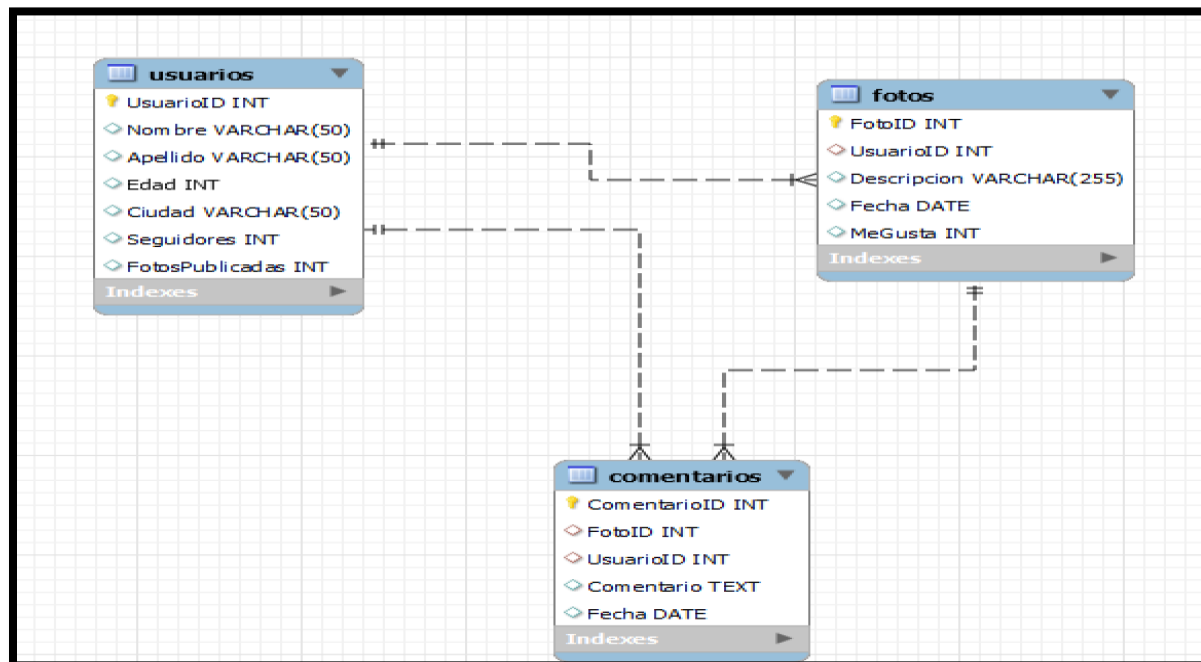 usuarios
UsuarioID INT
Nombre VARCHAR(50)
Apellido VARCHAR(50)
Edad INT
Ciudad VARCHAR(50)
Seguidores INT
FotosPublicadas INT
Indexes
fotos
FotoID INT
UsuarioID INT
Descripcion VARCHAR(255)
Fecha DATE
MeGusta INT
Indexes
comentarios
ComentarioID INT
FotoID INT
UsuarioID INT
Comentario TEXT
Fecha DATE
Indexes